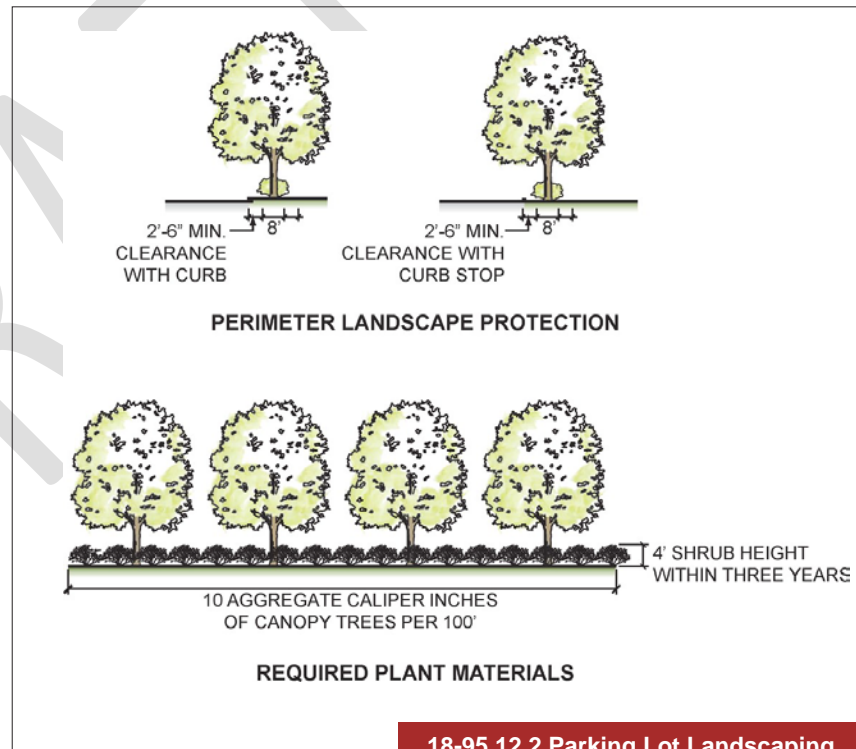 2'-6" MIN.
CLEARANCE
WITH CURB
8'
2'-6" MIN.
CLEARANCE WITH
CURB STOP
8'
PERIMETER LANDSCAPE PROTECTION
4' SHRUB HEIGHT
WITHIN THREE YEARS
10 AGGREGATE CALIPER INCHES
OF CANOPY TREES PER 100'
REQUIRED PLANT MATERIALS
18-95.12.2 Parking Lot Landscaping